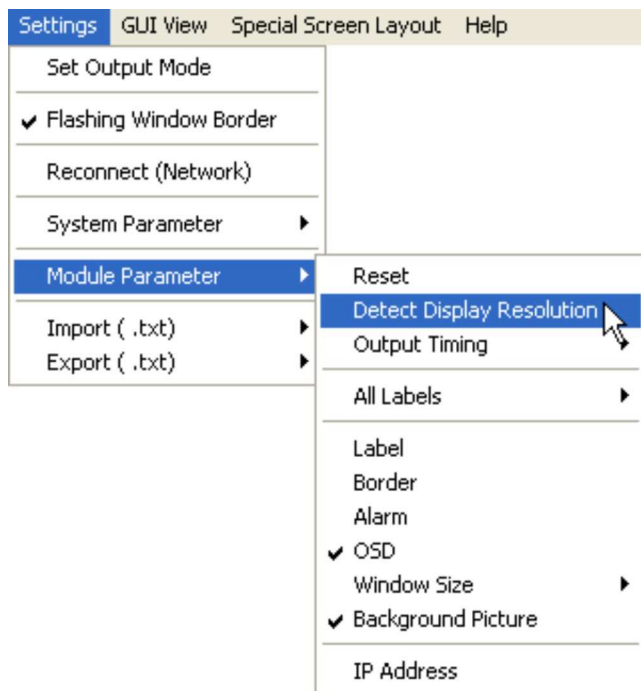 Settings GUI View Special Screen Layout Help
Set Output Mode
Flashing Window Border
Reconnect (Network)
System Parameter
Module Parameter
Import ( .txt)
Export ( .txt)
Reset
Detect Display Resolution
Output Timing
All Labels
Label
Border
Alarm
OSD
Window Size
Background Picture
IP Address